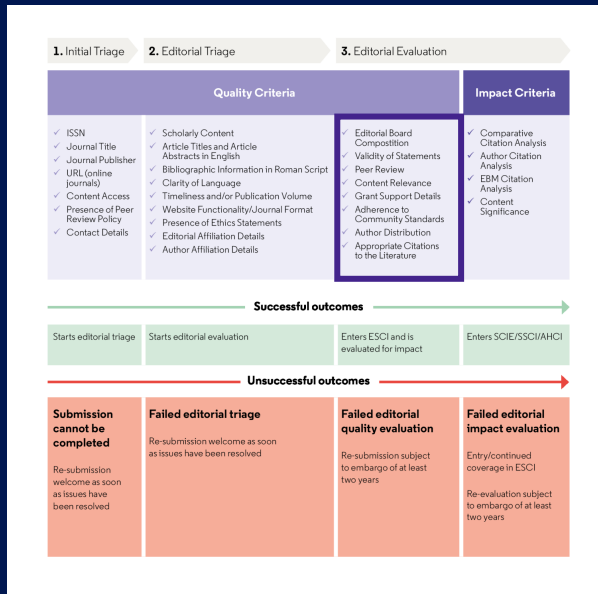 1. Initial Triage
2. Editorial Triage
3. Editorial Evaluation
Quality Criteria
Impact Criteria
✓ ISSN
✓ Journal Title
✓ Journal Publisher
✓ URL (online
journals)
✓ Content Access
✓ Presence of Peer
Review Policy
✓ Contact Details
✓ Scholarly Content
✓ Article Titles and Article
Abstracts in English
✓ Bibliographic Information in Roman Script
✓ Clarity of Language
✓ Timeliness and/or Publication Volume
✓ Website Functionality/Journal Format
✓ Presence of Ethics Statements
✓ Editorial Affiliation Details
✓ Author Affiliation Details
✓ Editorial Board
Compostition
✓ Validity of Statements
✓ Peer Review
✓ Content Relevance
✓ Grant Support Details
✓ Adherence to
Community Standards
✓ Author Distribution
✓ Appropriate Citations
to the Literature
✓ Comparative
Citation Analysis
✓ Author Citation
Analysis
✓ EBM Citation
Analysis
✓ Content
Significance
Successful outcomes
Starts editorial triage
Starts editorial evaluation
Enters ESCI and is
evaluated for impact
Enters SCIE/SSCI/AHCI
Unsuccessful outcomes
Submission
cannot be
completed
Re-submission
welcome as soon
as issues have
been resolved
Failed editorial triage
Re-submission welcome as soon
as issues have been resolved
Failed editorial
quality evaluation
Re-submission subject
to embargo of at least
two years
Failed editorial
impact evaluation
Entry/continued
coverage in ESCI
Re-evaluation subject
to embargo of at least
two years